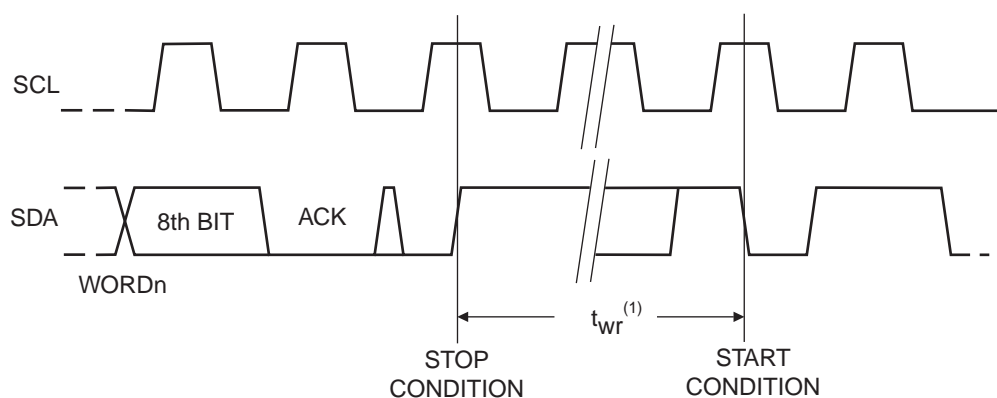 SCL
SDA
8th BIT
ACK
WORDn
twr(1)
STOP
CONDITION
START
CONDITION